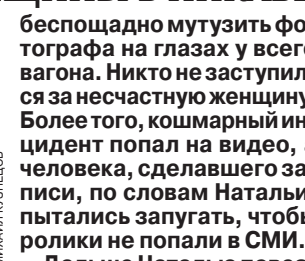 беспощадно мутузить фо-
тографа на глазах у всего
вагона. Никто не заступил-
ся за несчастную женщину.
Более того, кошмарный ин-
цидент попал на видео, а
человека, сделавшего за-
писи, по словам Натальи,
пытались запугать, чтобы
ролики не попали в СМИ.